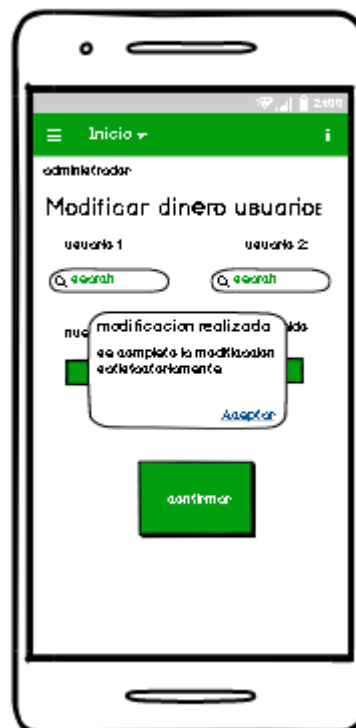 2:00
Inicio
i
administrador
Modificar dinero usuarios
usuario 1
usuario 2:
search
search
nue
modificacion realizada
se completo la modificacion
satisfactoriamente
Aceptar
confirmar